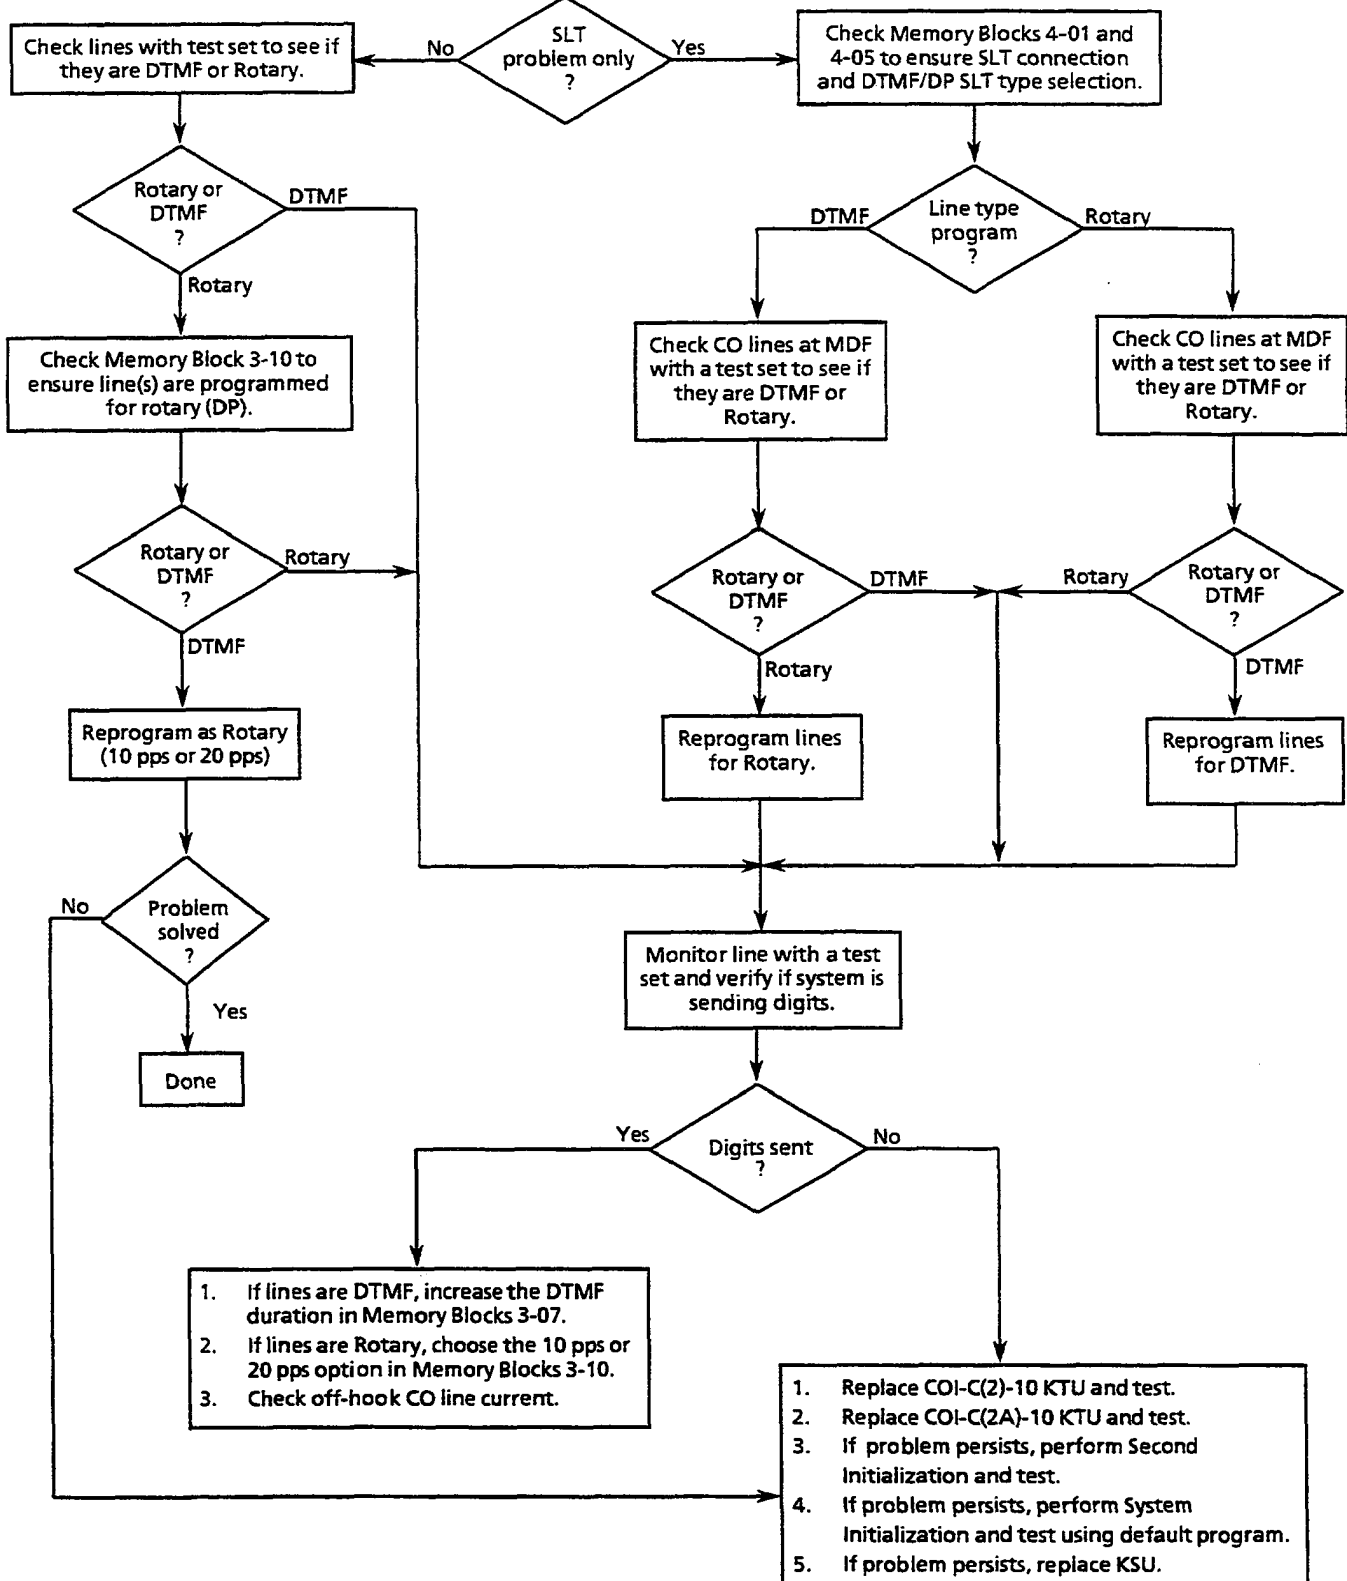 SLT
problem only
?
No
Yes
Check lines with test set to see if
they are DTMF or Rotary.
Check Memory Blocks 4-01 and
4-05 to ensure SLT connection
and DTMF/DP SLT type selection.
Rotary or
DTMF
?
DTMF
Rotary
Line type
program
?
DTMF
Rotary
Check Memory Block 3-10 to
ensure line(s) are programmed
for rotary (DP).
Check CO lines at MDF
with a test set to see if
they are DTMF or
Rotary.
Check CO lines at MDF
with a test set to see if
they are DTMF or
Rotary.
Rotary or
DTMF
?
Rotary
DTMF
Rotary or
DTMF
?
DTMF
Rotary
Rotary or
DTMF
?
Rotary
DTMF
Reprogram as Rotary
(10 pps or 20 pps)
Reprogram lines
for Rotary.
Reprogram lines
for DTMF.
Problem
solved
?
No
Yes
Done
Monitor line with a test
set and verify if system is
sending digits.
Digits sent
?
Yes
No
1. If lines are DTMF, increase the DTMF
duration in Memory Blocks 3-07.
2. If lines are Rotary, choose the 10 pps or
20 pps option in Memory Blocks 3-10.
3. Check off-hook CO line current.
1. Replace COI-C(2)-10 KTU and test.
2. Replace COI-C(2A)-10 KTU and test.
3. If problem persists, perform Second
Initialization and test.
4. If problem persists, perform System
Initialization and test using default program.
5. If problem persists, replace KSU.